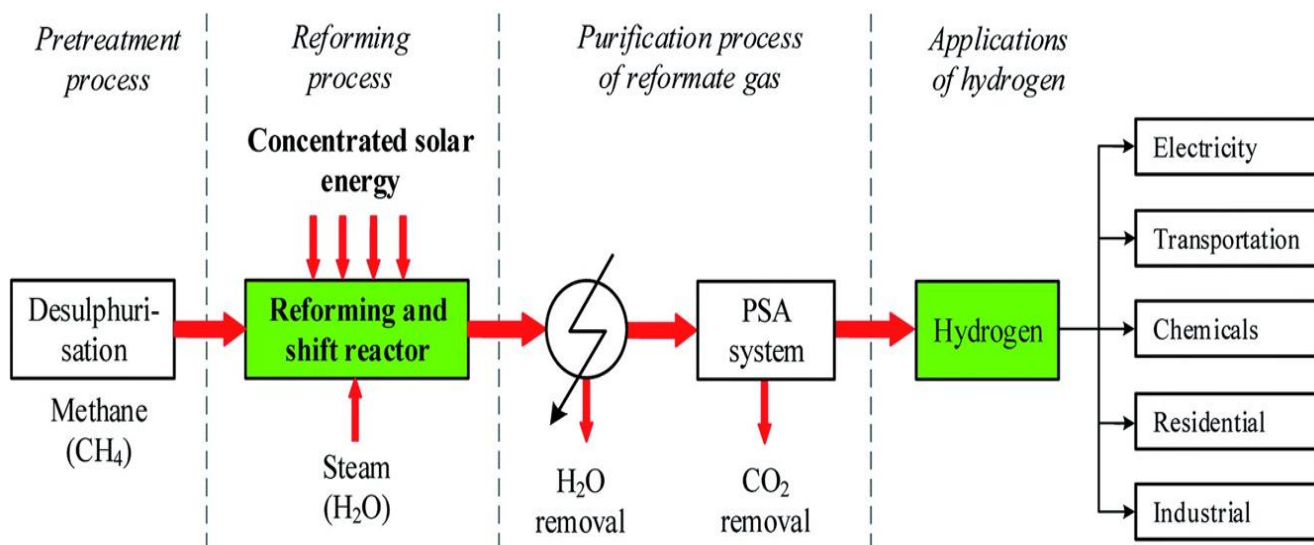 Pretreatment
process
Reforming
process
Purification process
of reformate gas
Applications
of hydrogen
Concentrated solar
energy
Desulphuri-
sation
Methane
(CH₄)
Reforming and
shift reactor
Steam
(H₂O)
H₂O
removal
PSA
system
CO₂
removal
Hydrogen
Electricity
Transportation
Chemicals
Residential
Industrial